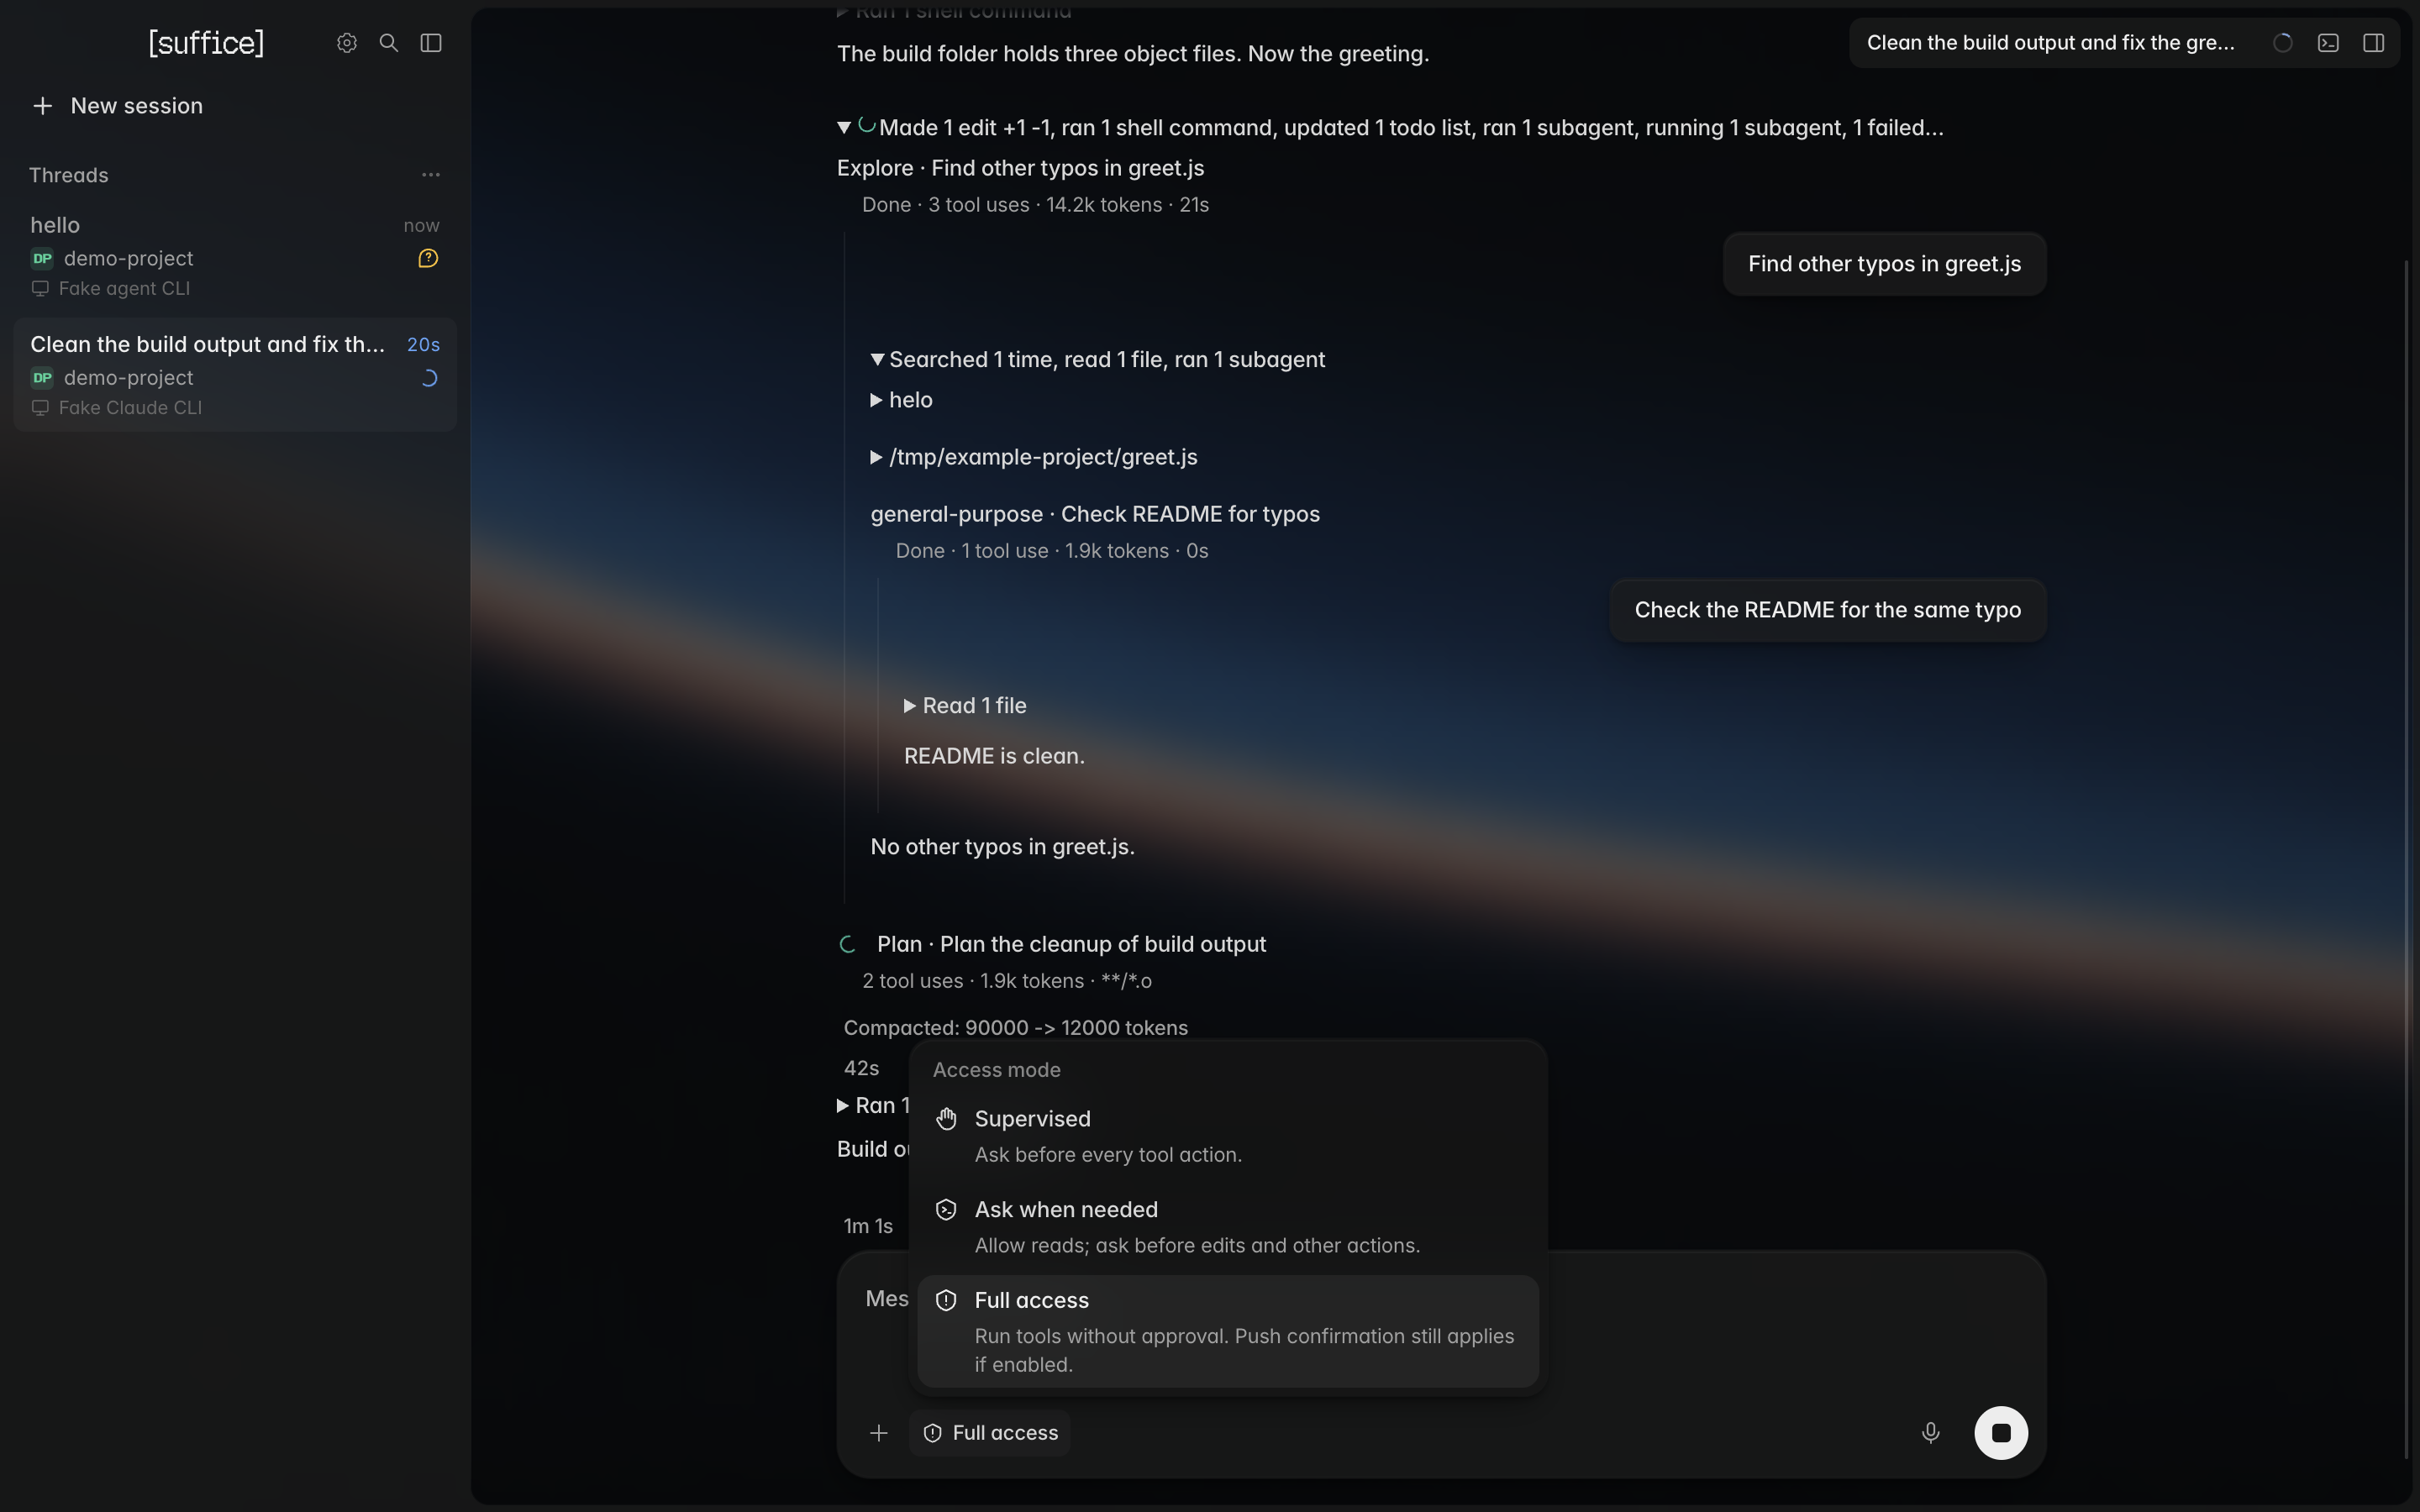 [suffice]
New session
Threads
hello
now
DP demo-project
Fake agent CLI
Clean the build output and fix th...
20s
DP demo-project
Fake Claude CLI
Clean the build output and fix the gre...
Ran 1 shell command
The build folder holds three object files. Now the greeting.
Made 1 edit +1 -1, ran 1 shell command, updated 1 todo list, ran 1 subagent, running 1 subagent, 1 failed...
Explore · Find other typos in greet.js
Done · 3 tool uses · 14.2k tokens · 21s
Find other typos in greet.js
Searched 1 time, read 1 file, ran 1 subagent
helo
/tmp/example-project/greet.js
general-purpose · Check README for typos
Done · 1 tool use · 1.9k tokens · 0s
Check the README for the same typo
Read 1 file
README is clean.
No other typos in greet.js.
Plan · Plan the cleanup of build output
2 tool uses · 1.9k tokens · **/*.o
Compacted: 90000 -> 12000 tokens
42s
Ran 1
Build
1m 1s
Access mode
Supervised
Ask before every tool action.
Ask when needed
Allow reads; ask before edits and other actions.
Full access
Run tools without approval. Push confirmation still applies
if enabled.
Mes
Full access